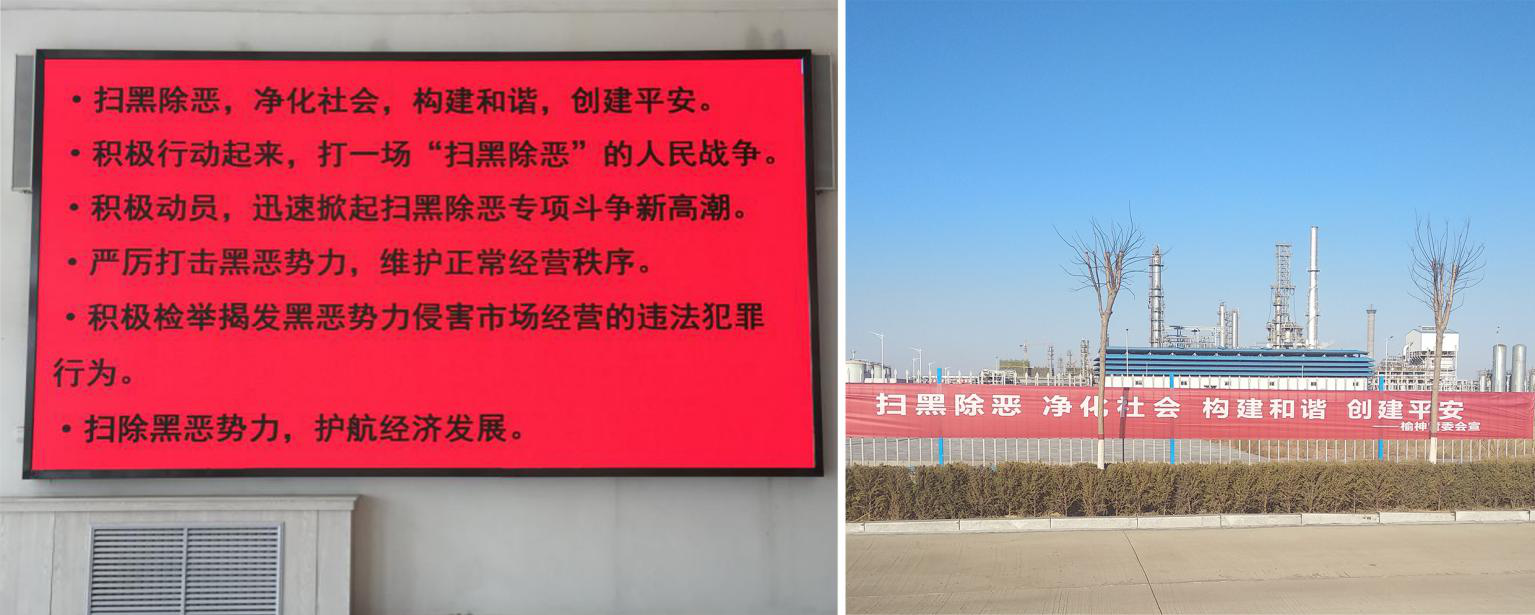 • 扫黑除恶，净化社会，构建和谐，创建平安。
• 积极行动起来，打一场“扫黑除恶”的人民战争。
• 积极动员，迅速掀起扫黑除恶专项斗争新高潮。
• 严厉打击黑恶势力，维护正常经营秩序。
• 积极检举揭发黑恶势力侵害市场经营的违法犯罪
行为。
• 扫除黑恶势力，护航经济发展。
扫黑除恶 净化社会 构建和谐 创建平安
——榆神管委会宣